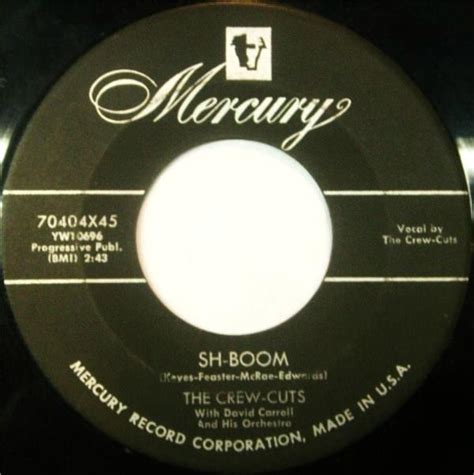 Mercury
70404X45
YW10696
Progressive Publ.
(BMI) 2:43
Vocal by
The Crew-Cuts
SH-BOOM
(Keyes-Feaster-McRae-Edwards)
THE CREW-CUTS
With David Carroll
And His Orchestra
MERCURY RECORD CORPORATION, MADE IN U.S.A.